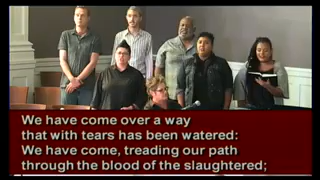 We have come over a way
that with tears has been watered:
We have come, treading our path
through the blood of the slaughtered;